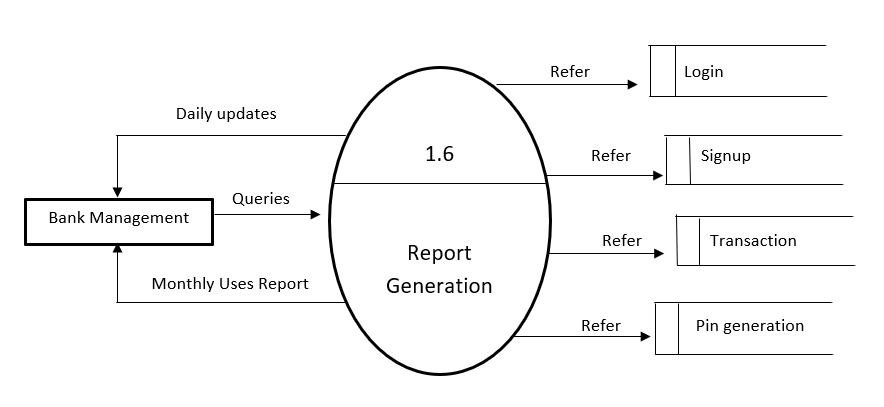 Daily updates
Bank Management
Queries
Monthly Uses Report
1.6
Report
Generation
Refer
Login
Refer
Signup
Refer
Transaction
Refer
Pin generation